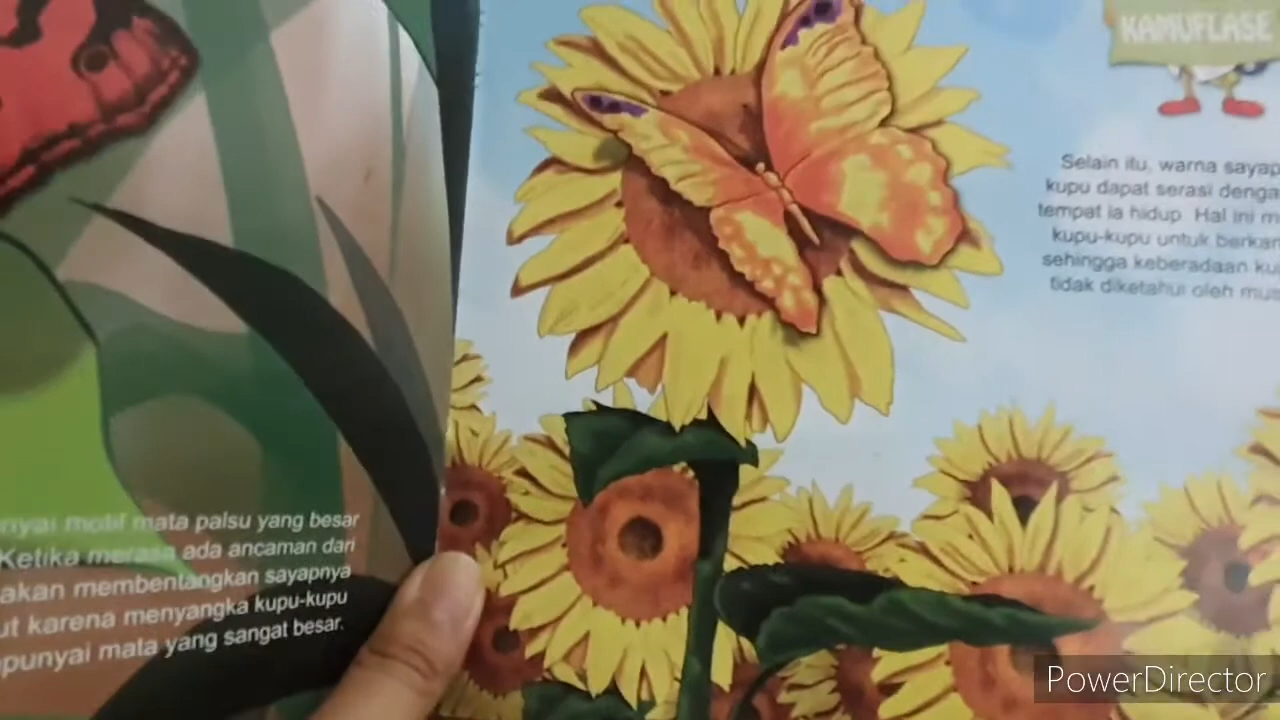 nyai motif mata palsu yang besar
Ketika merasa ada ancaman dari
akan membentangkan sayapnya
ut karena menyangka kupu-kupu
punyai mata yang sangat besar.
KAMUFLASE
Selain itu, warna sayap
kupu dapat serasi denga
tempat ia hidup Hal ini m
kupu-kupu untuk berkam
sehingga keberadaan ku
tidak diketahui oleh mus
PowerDirector